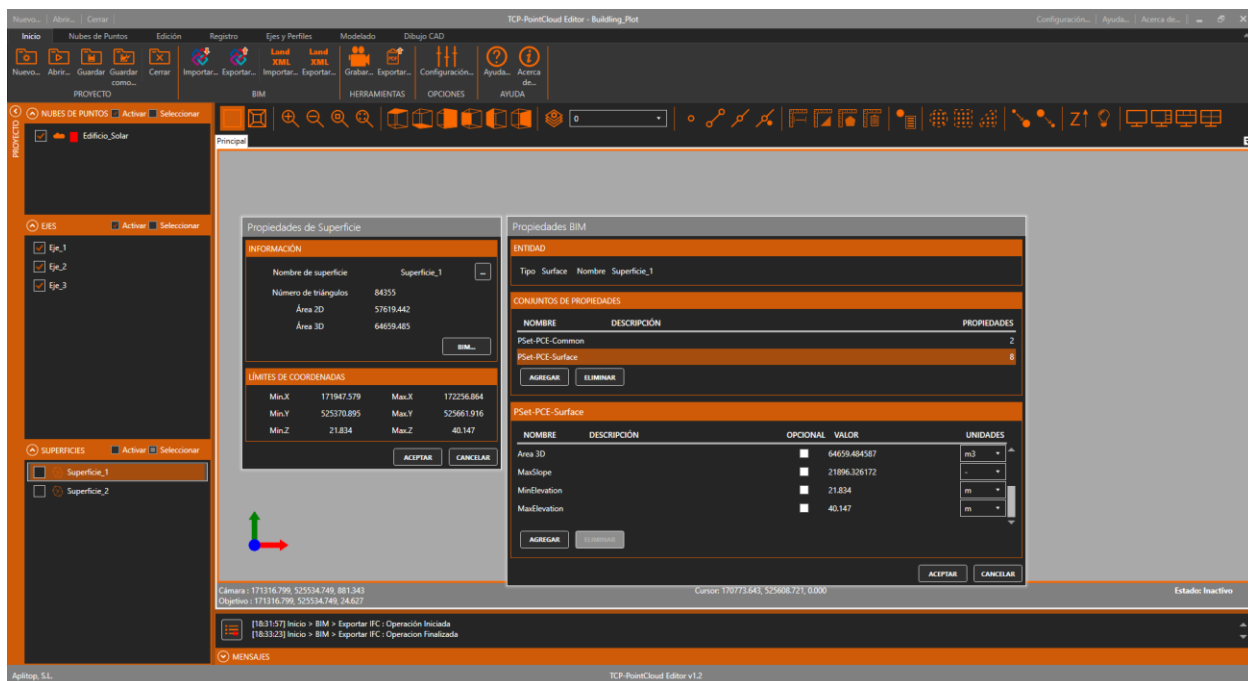 Nuevo... | Abrir... | Cerrar |
TCP-PointCloud Editor - Buildling_Plot
Configuración... | Ayuda... | Acerca de... |
Inicio Nubes de Puntos Edición Registro Ejes y Perfiles Modelado Dibujo CAD
Land XML Land XML
PDF
Nuevo... Abrir... Guardar Guardar como... Cerrar Importar... Exportar... Importar... Exportar... Grabar... Exportar... Configuración... Ayuda... Acerca de...
PROYECTO BIM HERRAMIENTAS OPCIONES AYUDA
PROYECTO
NUBES DE PUNTOS Activar Seleccionar
Edificio_Solar
0
Z
Principal
EJES Activar Seleccionar
Eje_1
Eje_2
Eje_3
SUPERFICIES Activar Seleccionar
Superficie_1
Superficie_2
Propiedades de Superficie
INFORMACIÓN
Nombre de superficie Superficie_1 ...
Número de triángulos 84355
Área 2D 57619.442
Área 3D 64659.485
BIM...
LÍMITES DE COORDENADAS
Min.X 171947.579 Max.X 172256.864
Min.Y 525370.895 Max.Y 525661.916
Min.Z 21.834 Max.Z 40.147
ACEPTAR CANCELAR
Propiedades BIM
ENTIDAD
Tipo Surface Nombre Superficie_1
CONJUNTOS DE PROPIEDADES
NOMBRE DESCRIPCIÓN PROPIEDADES
PSet-PCE-Common 2
PSet-PCE-Surface 8
AGREGAR ELIMINAR
PSet-PCE-Surface
NOMBRE DESCRIPCIÓN OPCIONAL VALOR UNIDADES
Area 3D 64659.484587 m3
MaxSlope 21896.326172 -
MinElevation 21.834 m
MaxElevation 40.147 m
AGREGAR ELIMINAR
ACEPTAR CANCELAR
Cámara : 171316.799, 525534.749, 881.343
Objetivo : 171316.799, 525534.749, 24.627
Cursor: 170773.643, 525608.721, 0.000
Estado: Inactivo
[18:31:57] Inicio > BIM > Exportar IFC : Operación Iniciada
[18:33:23] Inicio > BIM > Exportar IFC : Operacion Finalizada
MENSAJES
Aplitop, S.L.
TCP-PointCloud Editor v1.2